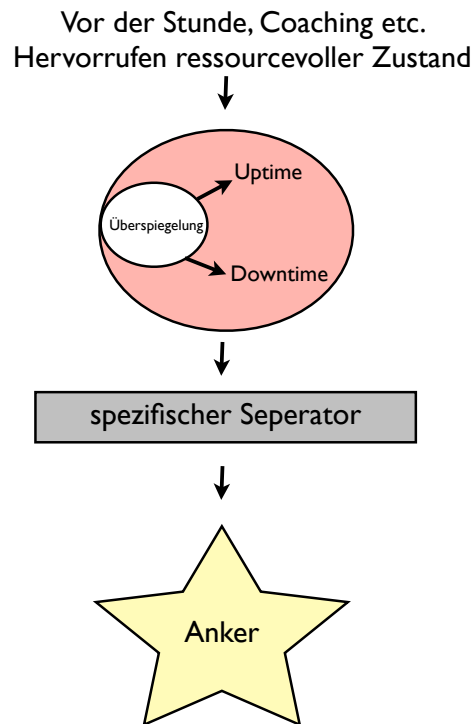 Vor der Stunde, Coaching etc.
Hervorrufen ressourcevoller Zustand
Uptime
Überspiegelung
Downtime
spezifischer Seperator
Anker